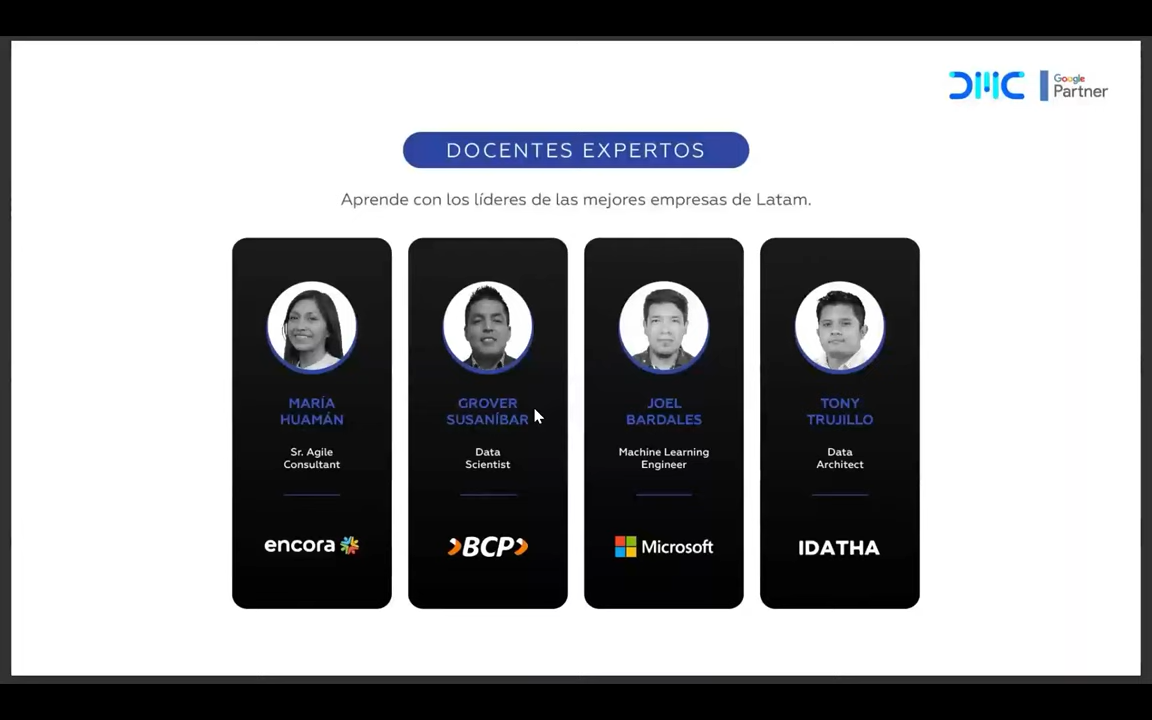 DMC
Google
Partner
DOCENTES EXPERTOS
Aprende con los líderes de las mejores empresas de Latam.
MARÍA
HUAMÁN
Sr. Agile
Consultant
encora
GROVER
SUSANÍBAR
Data
Scientist
BCP
JOEL
BARDALES
Machine Learning
Engineer
Microsoft
TONY
TRUJILLO
Data
Architect
IDATHA